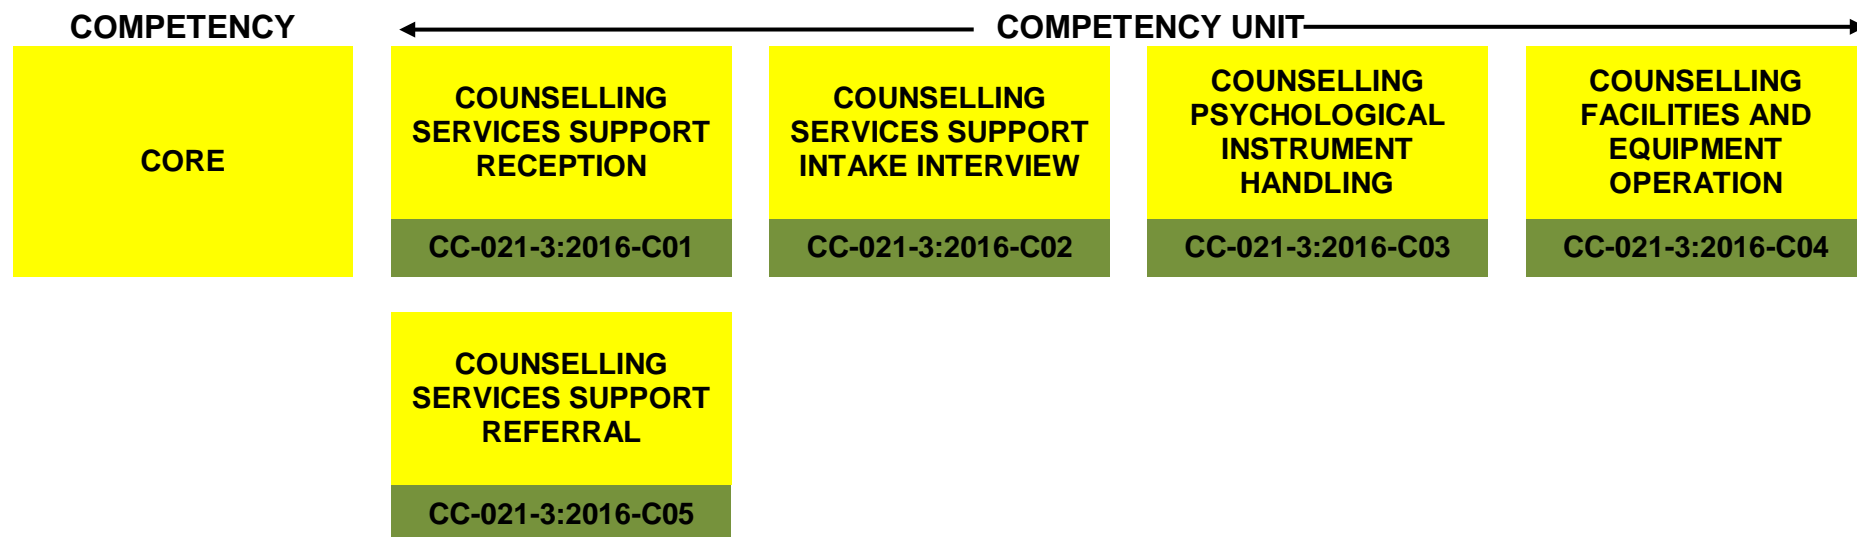 COMPETENCY
COMPETENCY UNIT
CORE
COUNSELLING
SERVICES SUPPORT
RECEPTION
CC-021-3:2016-C01
COUNSELLING
SERVICES SUPPORT
INTAKE INTERVIEW
CC-021-3:2016-C02
COUNSELLING
PSYCHOLOGICAL
INSTRUMENT
HANDLING
CC-021-3:2016-C03
COUNSELLING
FACILITIES AND
EQUIPMENT
OPERATION
CC-021-3:2016-C04
COUNSELLING
SERVICES SUPPORT
REFERRAL
CC-021-3:2016-C05